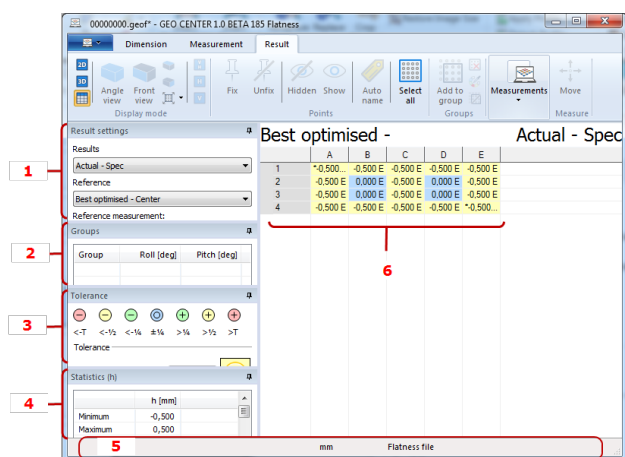 00000000.geof* - GEO CENTER 1.0 BETA 185 Flatness
Dimension Measurement Result
2D
3D
Angle view
Front view
Fix
Unfix
Hidden
Show
Auto name
Select all
Add to group
Measurements
Move
Display mode
Points
Groups
Measure
Result settings
Results
Actual - Spec
Reference
Best optimised - Center
Reference measurement:
Groups
Group Roll [deg] Pitch [deg]
Tolerance
<-T <-½ <-¼ ±¼ >¼ >½ >T
Tolerance
Statistics (h)
h [mm]
Minimum -0,500
Maximum 0,500
Best optimised - Actual - Spec
A B C D E
1 *-0,500... -0,500 E -0,500 E -0,500 E -0,500 E
2 -0,500 E 0,000 E -0,500 E 0,000 E -0,500 E
3 -0,500 E 0,000 E -0,500 E 0,000 E -0,500 E
4 -0,500 E -0,500 E -0,500 E -0,500 E *-0,500...
mm Flatness file
1
2
3
4
5
6